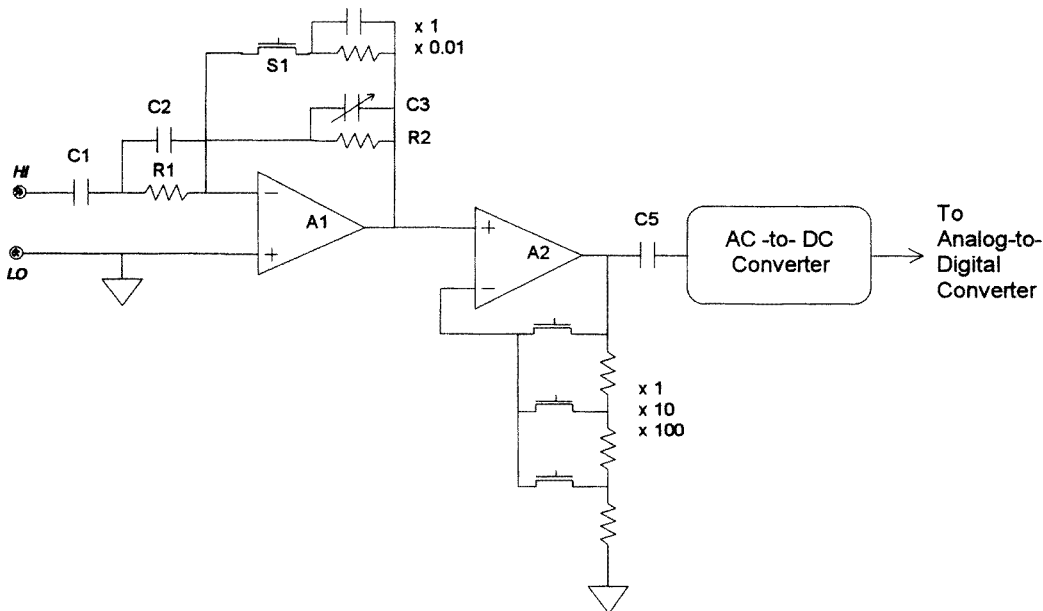 x 1
x 0.01
S1
C2
C3
R2
HI
C1
R1
LO
−
A1
+
+
A2
−
C5
AC -to- DC
Converter
To
Analog-to-
Digital
Converter
x 1
x 10
x 100